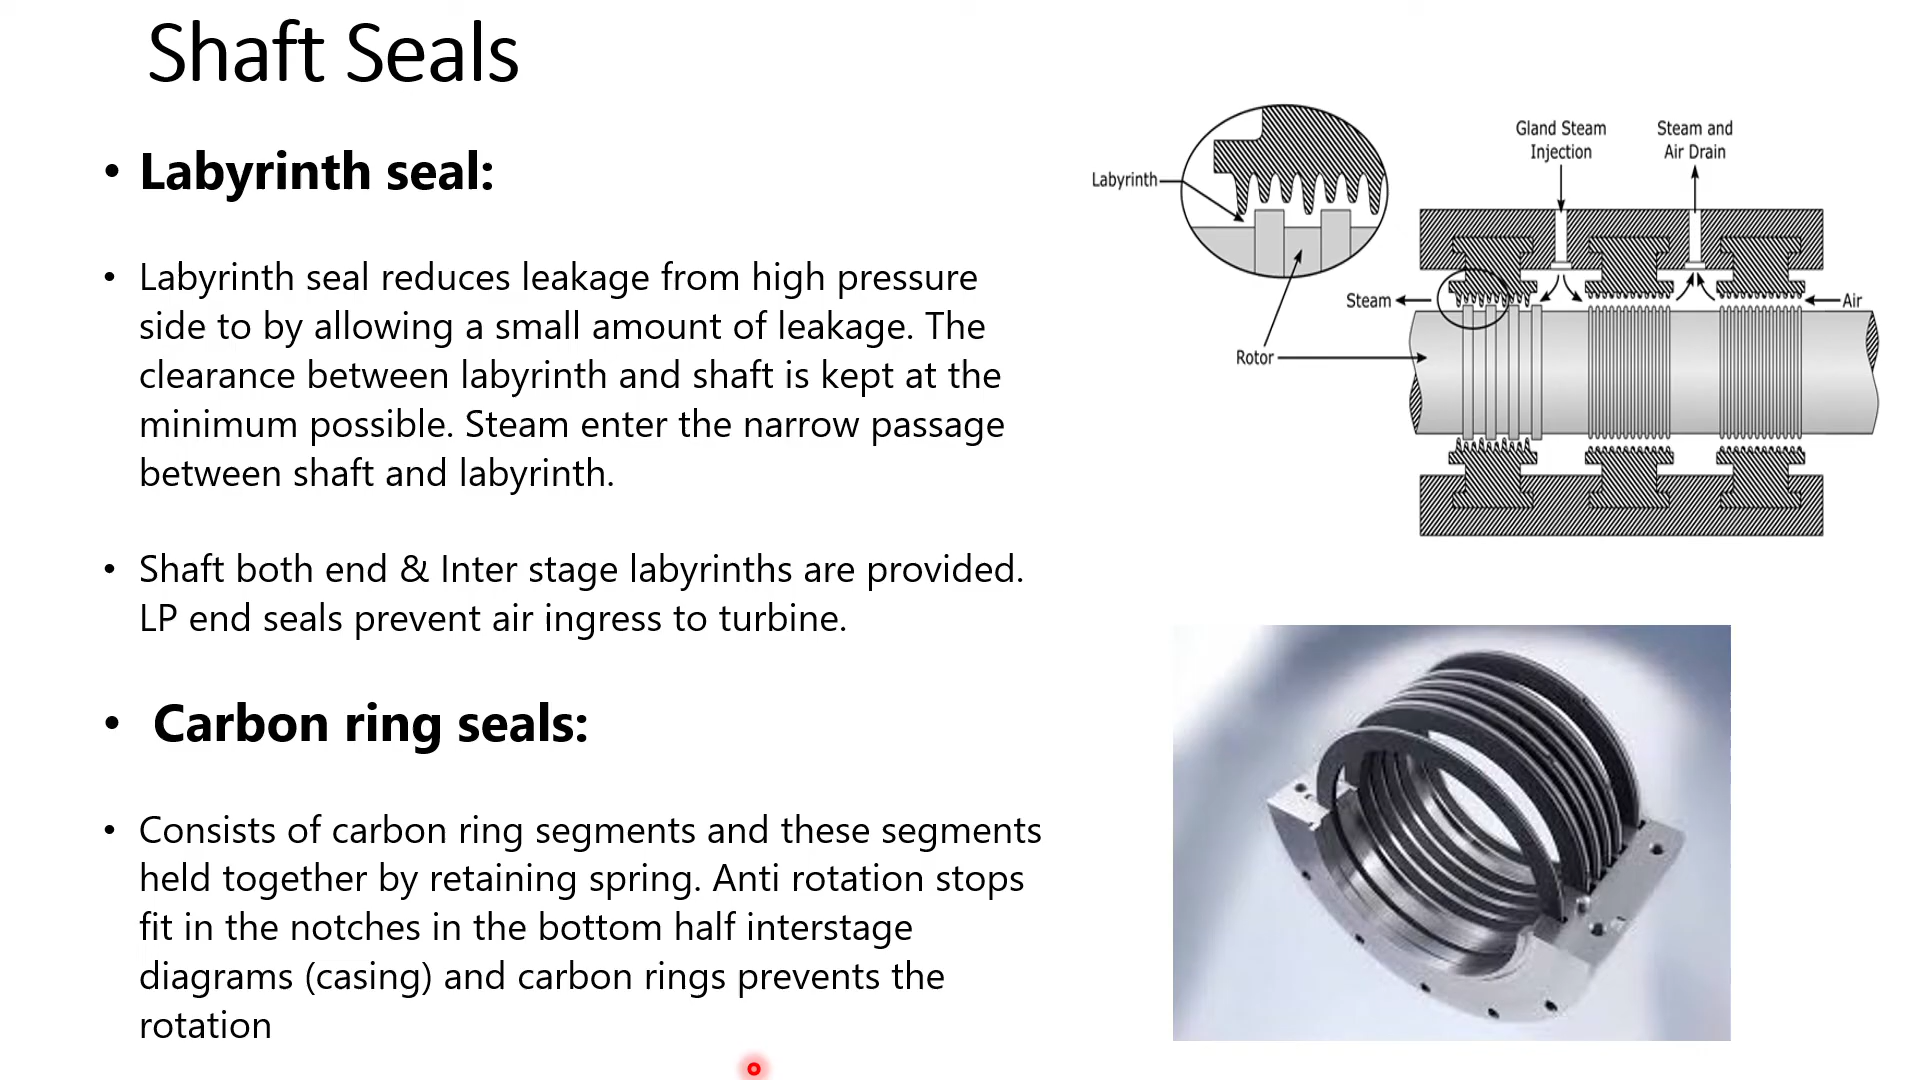 Shaft Seals
• Labyrinth seal:
• Labyrinth seal reduces leakage from high pressure
side to by allowing a small amount of leakage. The
clearance between labyrinth and shaft is kept at the
minimum possible. Steam enter the narrow passage
between shaft and labyrinth.
• Shaft both end & Inter stage labyrinths are provided.
LP end seals prevent air ingress to turbine.
• Carbon ring seals:
• Consists of carbon ring segments and these segments
held together by retaining spring. Anti rotation stops
fit in the notches in the bottom half interstage
diagrams (casing) and carbon rings prevents the
rotation
Gland Steam
Injection
Steam and
Air Drain
Labyrinth
Steam
Air
Rotor